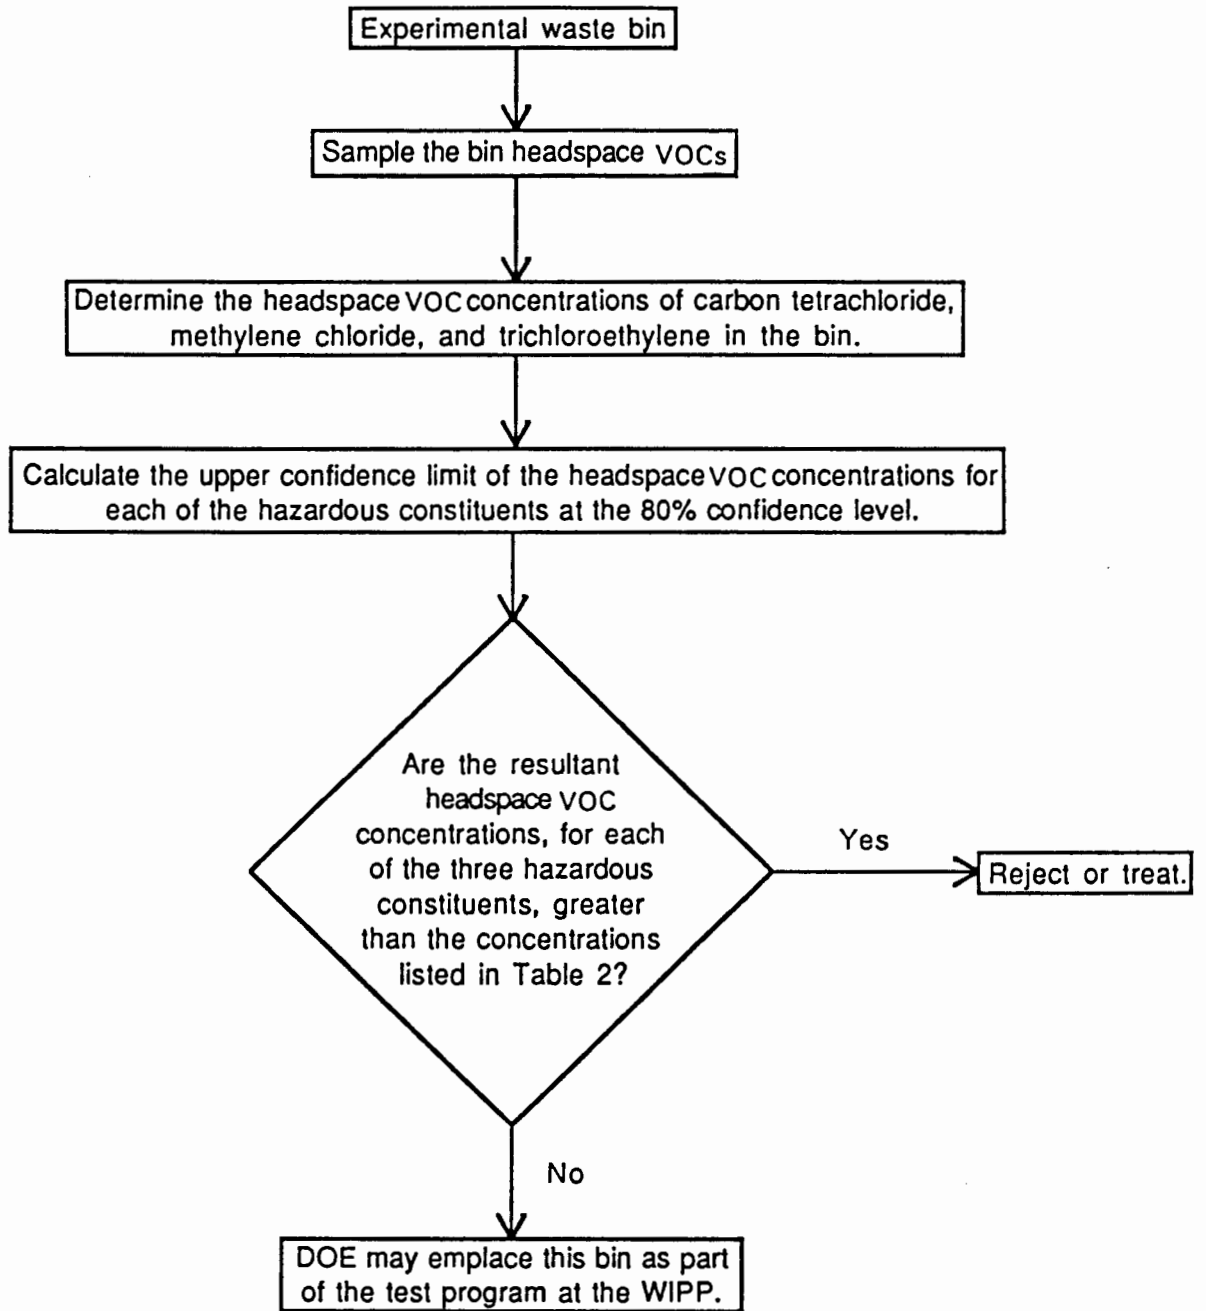 Experimental waste bin
Sample the bin headspace VOCs
Determine the headspace VOC concentrations of carbon tetrachloride,
methylene chloride, and trichloroethylene in the bin.
Calculate the upper confidence limit of the headspace VOC concentrations for
each of the hazardous constituents at the 80% confidence level.
Are the resultant
headspace VOC
concentrations, for each
of the three hazardous
constituents, greater
than the concentrations
listed in Table 2?
Yes
Reject or treat.
No
DOE may emplace this bin as part
of the test program at the WIPP.